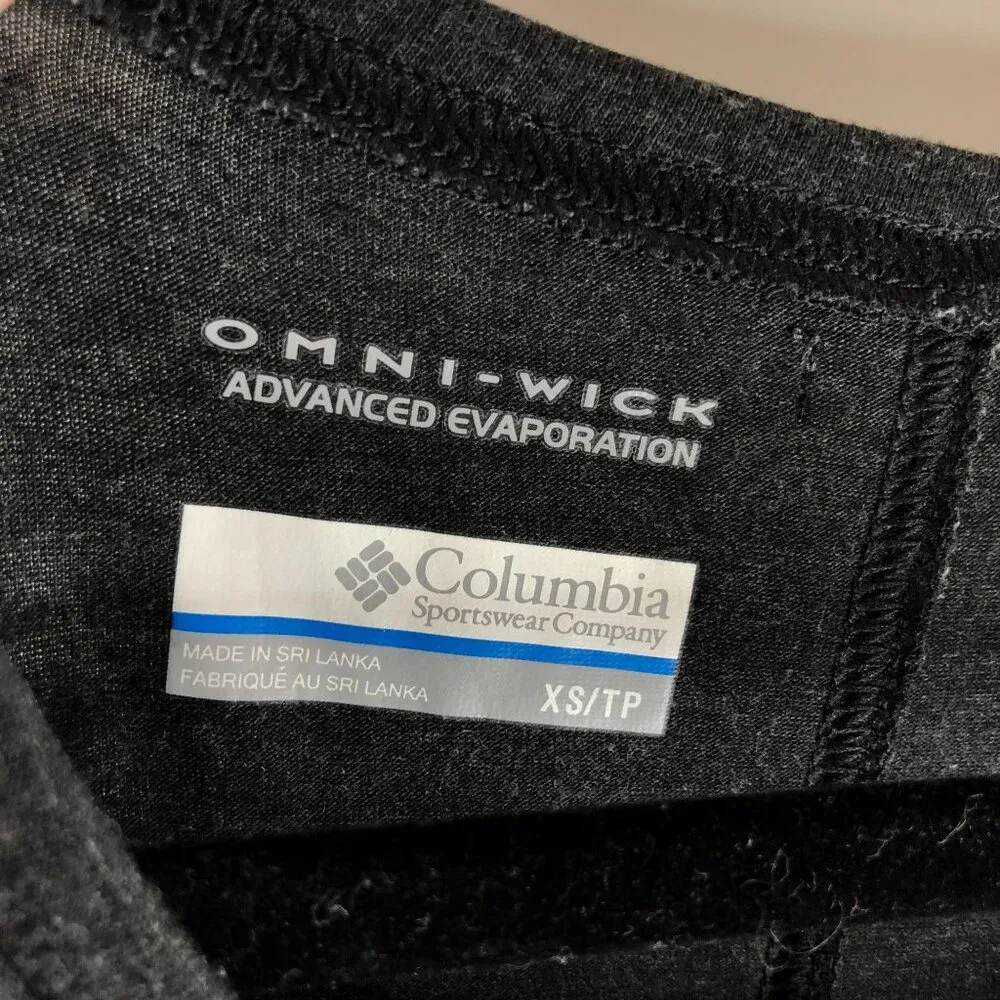 OMNI-WICK
ADVANCED EVAPORATION
Columbia
Sportswear Company
MADE IN SRI LANKA
FABRIQUÉ AU SRI LANKA
XS/TP